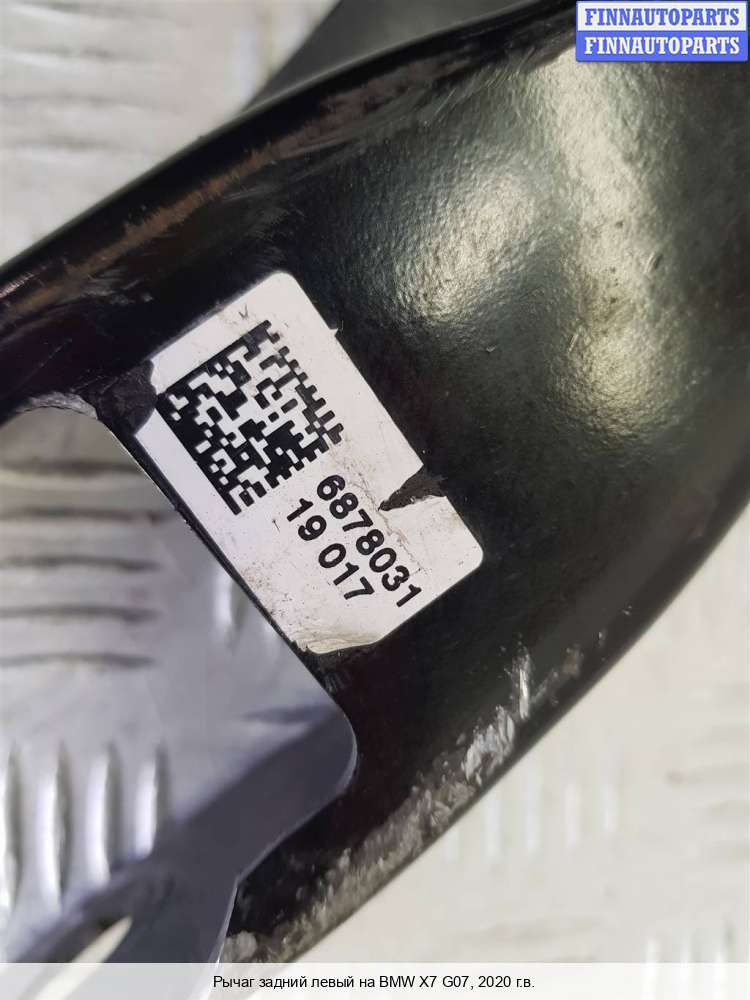 FINNAUTOPARTS
FINNAUTOPARTS
6878031
19 017
Рычаг задний левый на BMW X7 G07, 2020 г.в.